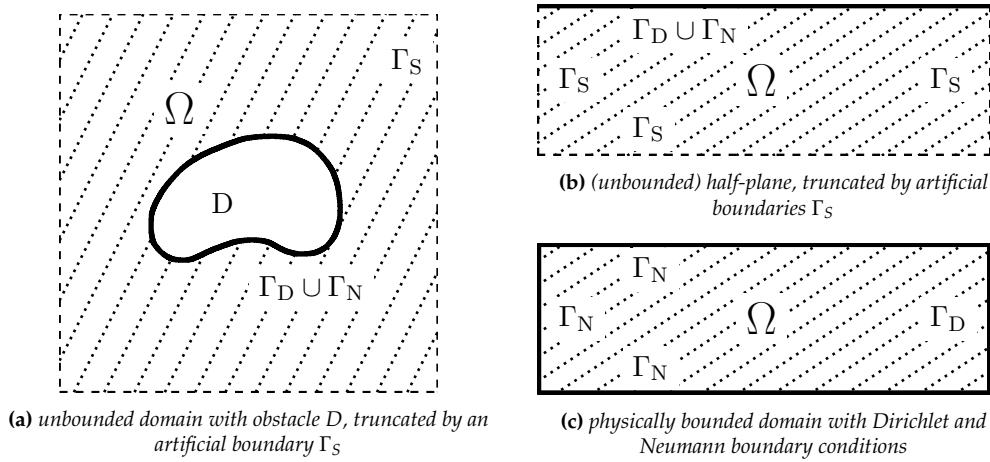 Γ_S
Ω
D
Γ_D ∪ Γ_N
(a) unbounded domain with obstacle D, truncated by an
artificial boundary Γ_S
Γ_D ∪ Γ_N
Γ_S Ω Γ_S
Γ_S
(b) (unbounded) half-plane, truncated by artificial
boundaries Γ_S
Γ_N
Γ_N Ω Γ_D
Γ_N
(c) physically bounded domain with Dirichlet and
Neumann boundary conditions